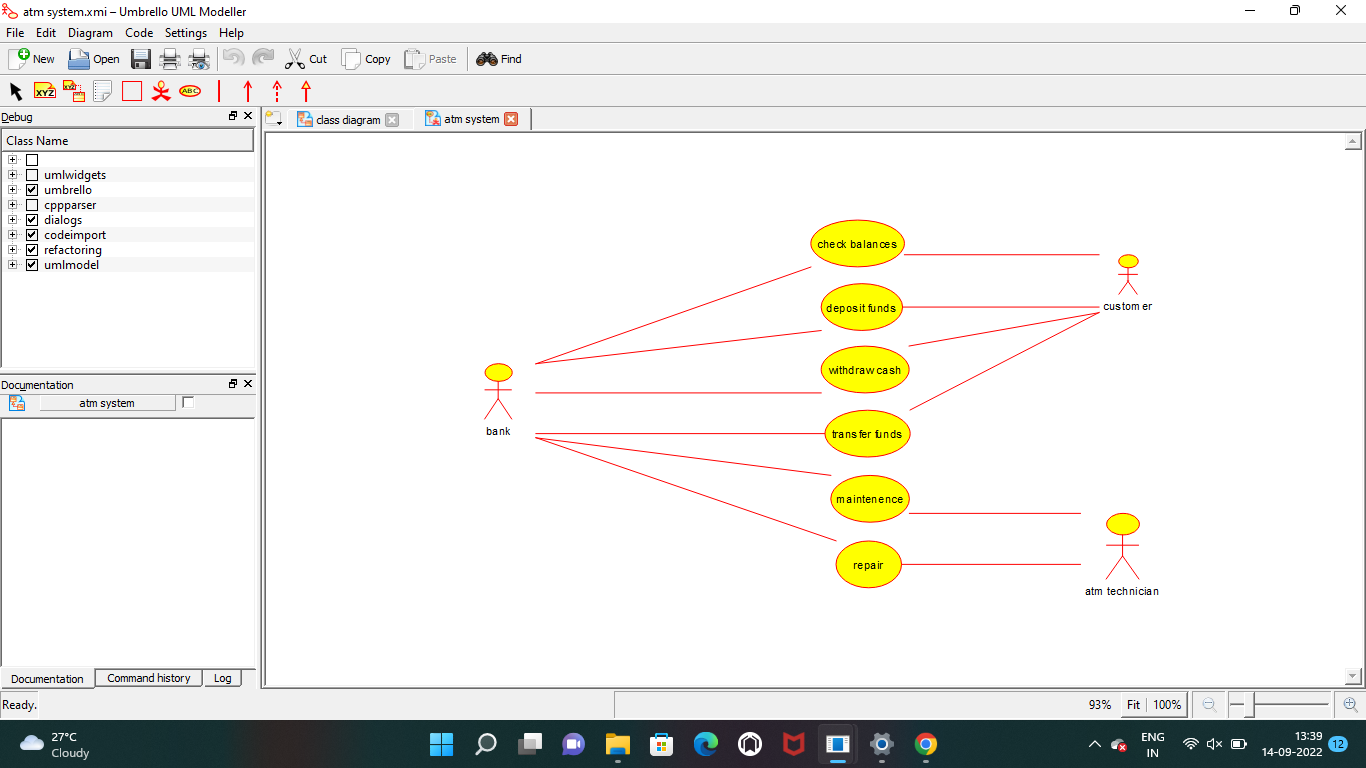 atm system.xmi – Umbrello UML Modeller
File Edit Diagram Code Settings Help
New Open Cut Copy Paste Find
XYZ XYZ ABC
Debug
Class Name
umlwidgets
umbrello
cppparser
dialogs
codeimport
refactoring
umlmodel
Documentation
atm system
Documentation Command history Log
class diagram atm system
check balances
customer
deposit funds
withdraw cash
bank
transfer funds
maintenence
repair
atm technician
Ready.
93% Fit 100%
27°C
Cloudy
ENG
IN
13:39
14-09-2022
12